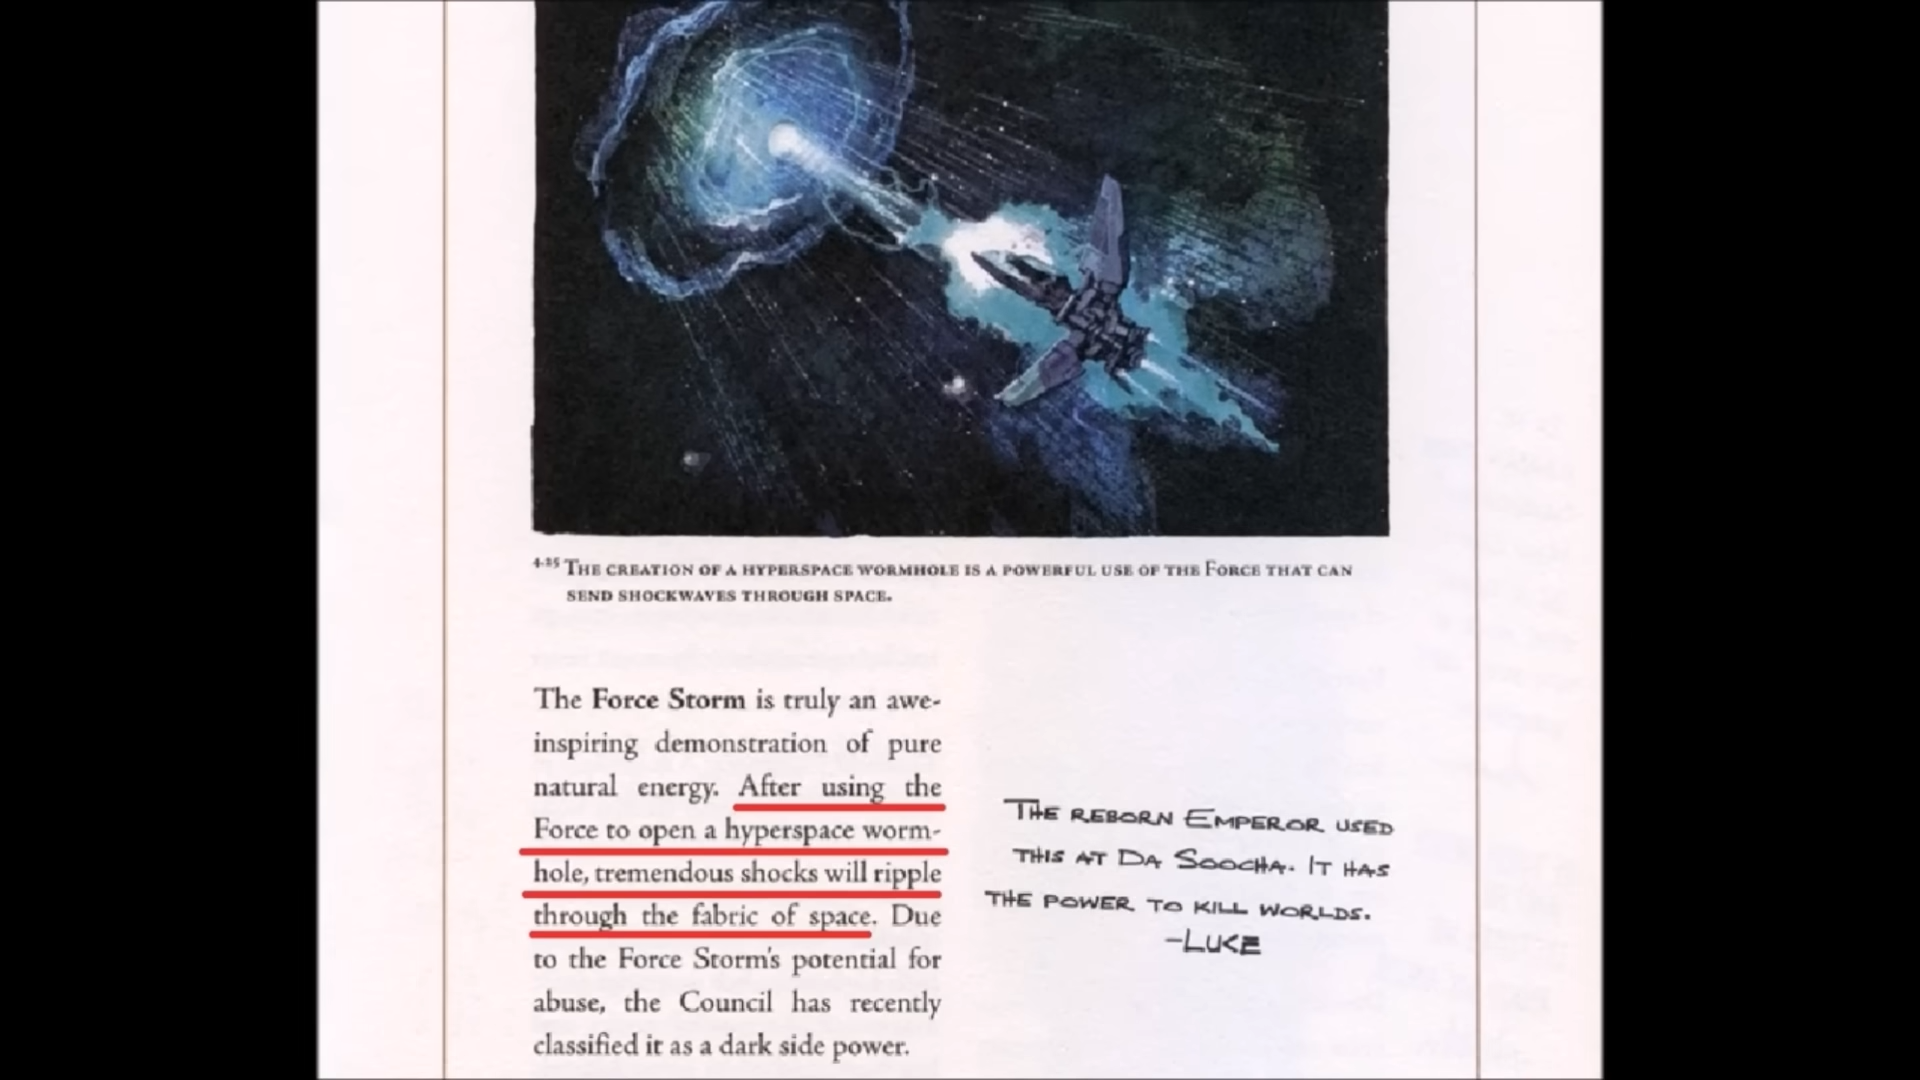 4-25 The creation of a hyperspace wormhole is a powerful use of the Force that can
send shockwaves through space.
The Force Storm is truly an awe-
inspiring demonstration of pure
natural energy. After using the
Force to open a hyperspace worm-
hole, tremendous shocks will ripple
through the fabric of space. Due
to the Force Storm's potential for
abuse, the Council has recently
classified it as a dark side power.
The reborn Emperor used
this at Da Soocha. It has
the power to kill worlds.
-Luke